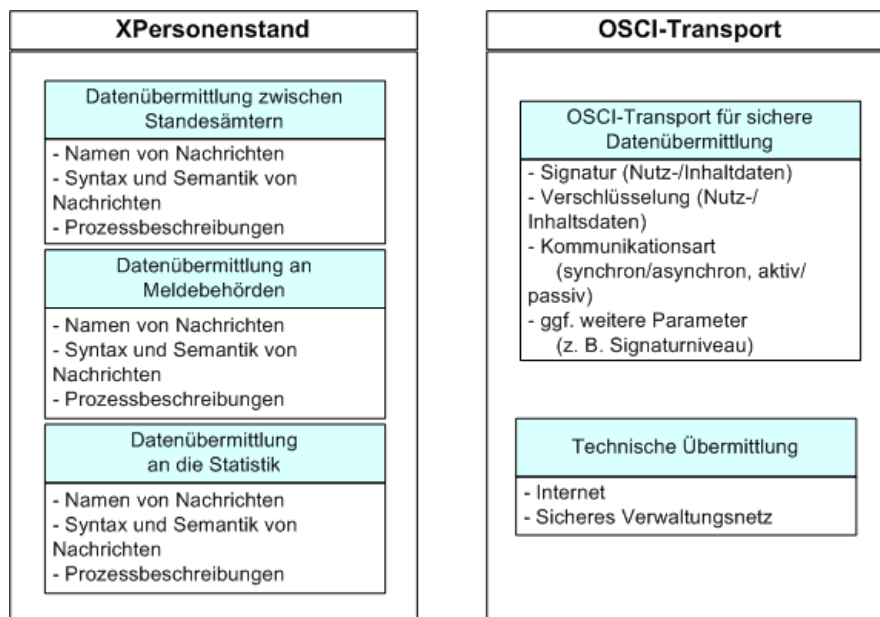 XPersonenstand
Datenübermittlung zwischen
Standesämtern
- Namen von Nachrichten
- Syntax und Semantik von
Nachrichten
- Prozessbeschreibungen
Datenübermittlung an
Meldebehörden
- Namen von Nachrichten
- Syntax und Semantik von
Nachrichten
- Prozessbeschreibungen
Datenübermittlung
an die Statistik
- Namen von Nachrichten
- Syntax und Semantik von
Nachrichten
- Prozessbeschreibungen
OSCI-Transport
OSCI-Transport für sichere
Datenübermittlung
- Signatur (Nutz-/Inhaltdaten)
- Verschlüsselung (Nutz-/
Inhaltsdaten)
- Kommunikationsart
(synchron/asynchron, aktiv/
passiv)
- ggf. weitere Parameter
(z. B. Signaturniveau)
Technische Übermittlung
- Internet
- Sicheres Verwaltungsnetz